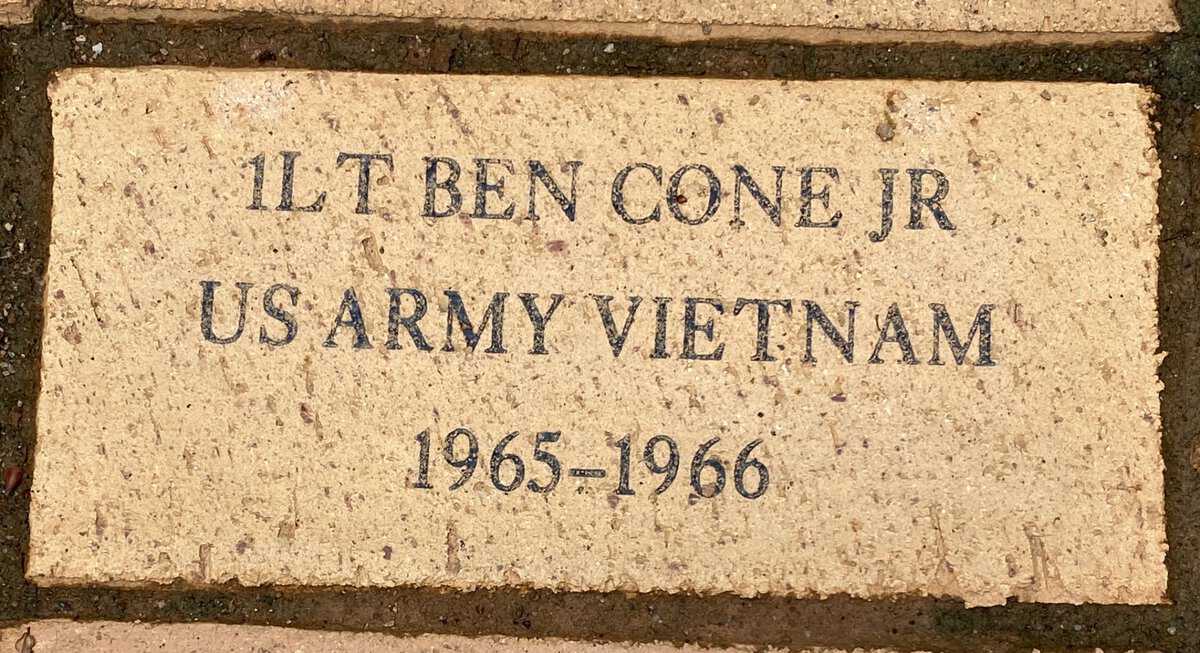 1LT BEN CONE JR
US ARMY VIETNAM
1965–1966